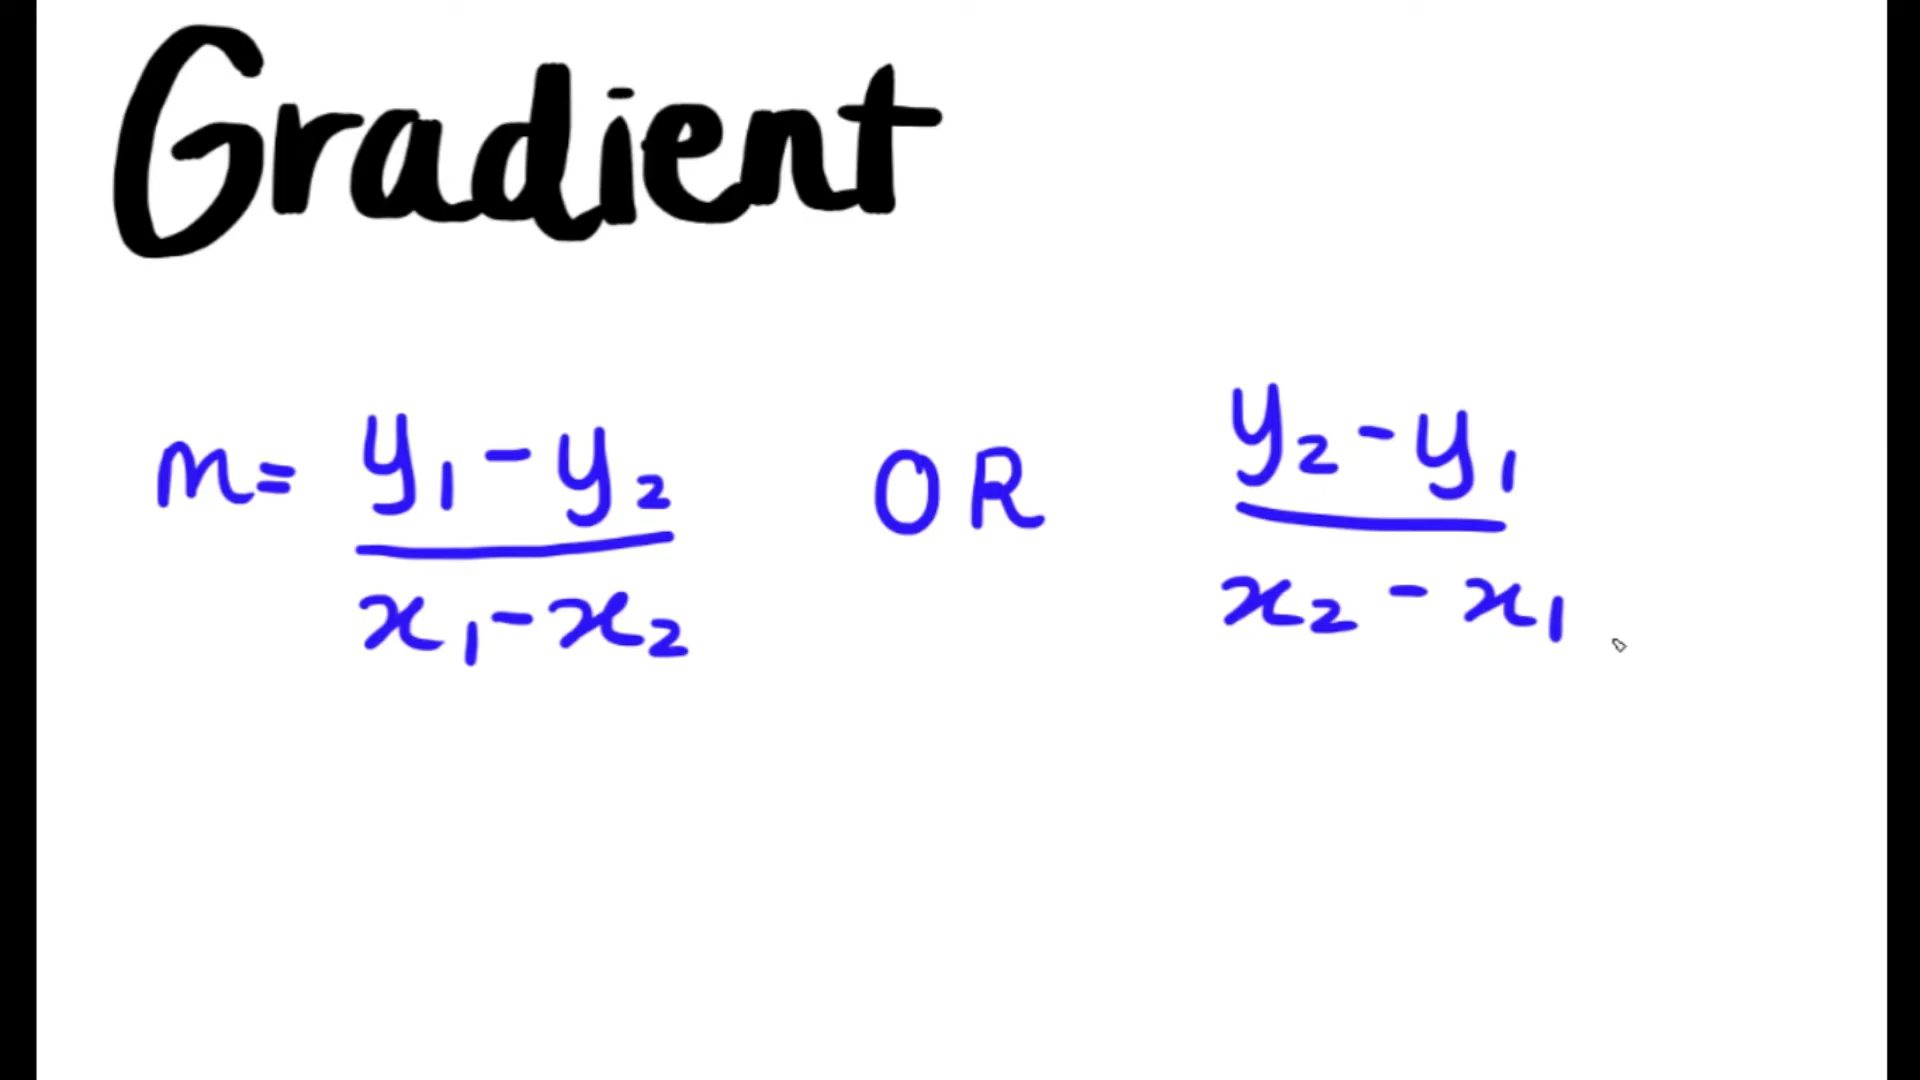 Gradient
m = y₁ - y₂ / x₁ - x₂ OR y₂ - y₁ / x₂ - x₁